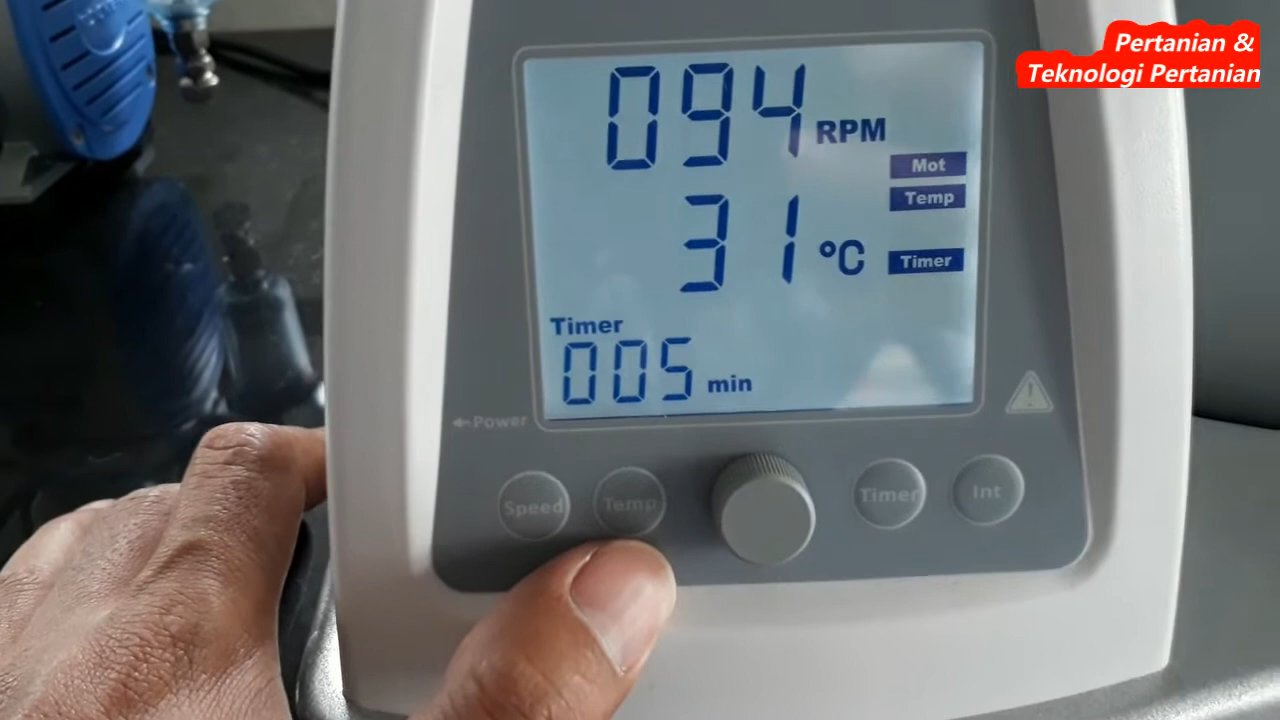 Pertanian &
Teknologi Pertanian
094 RPM
Mot
Temp
31 °C
Timer
Timer
005 min
Power
Speed
Temp
Timer
Int